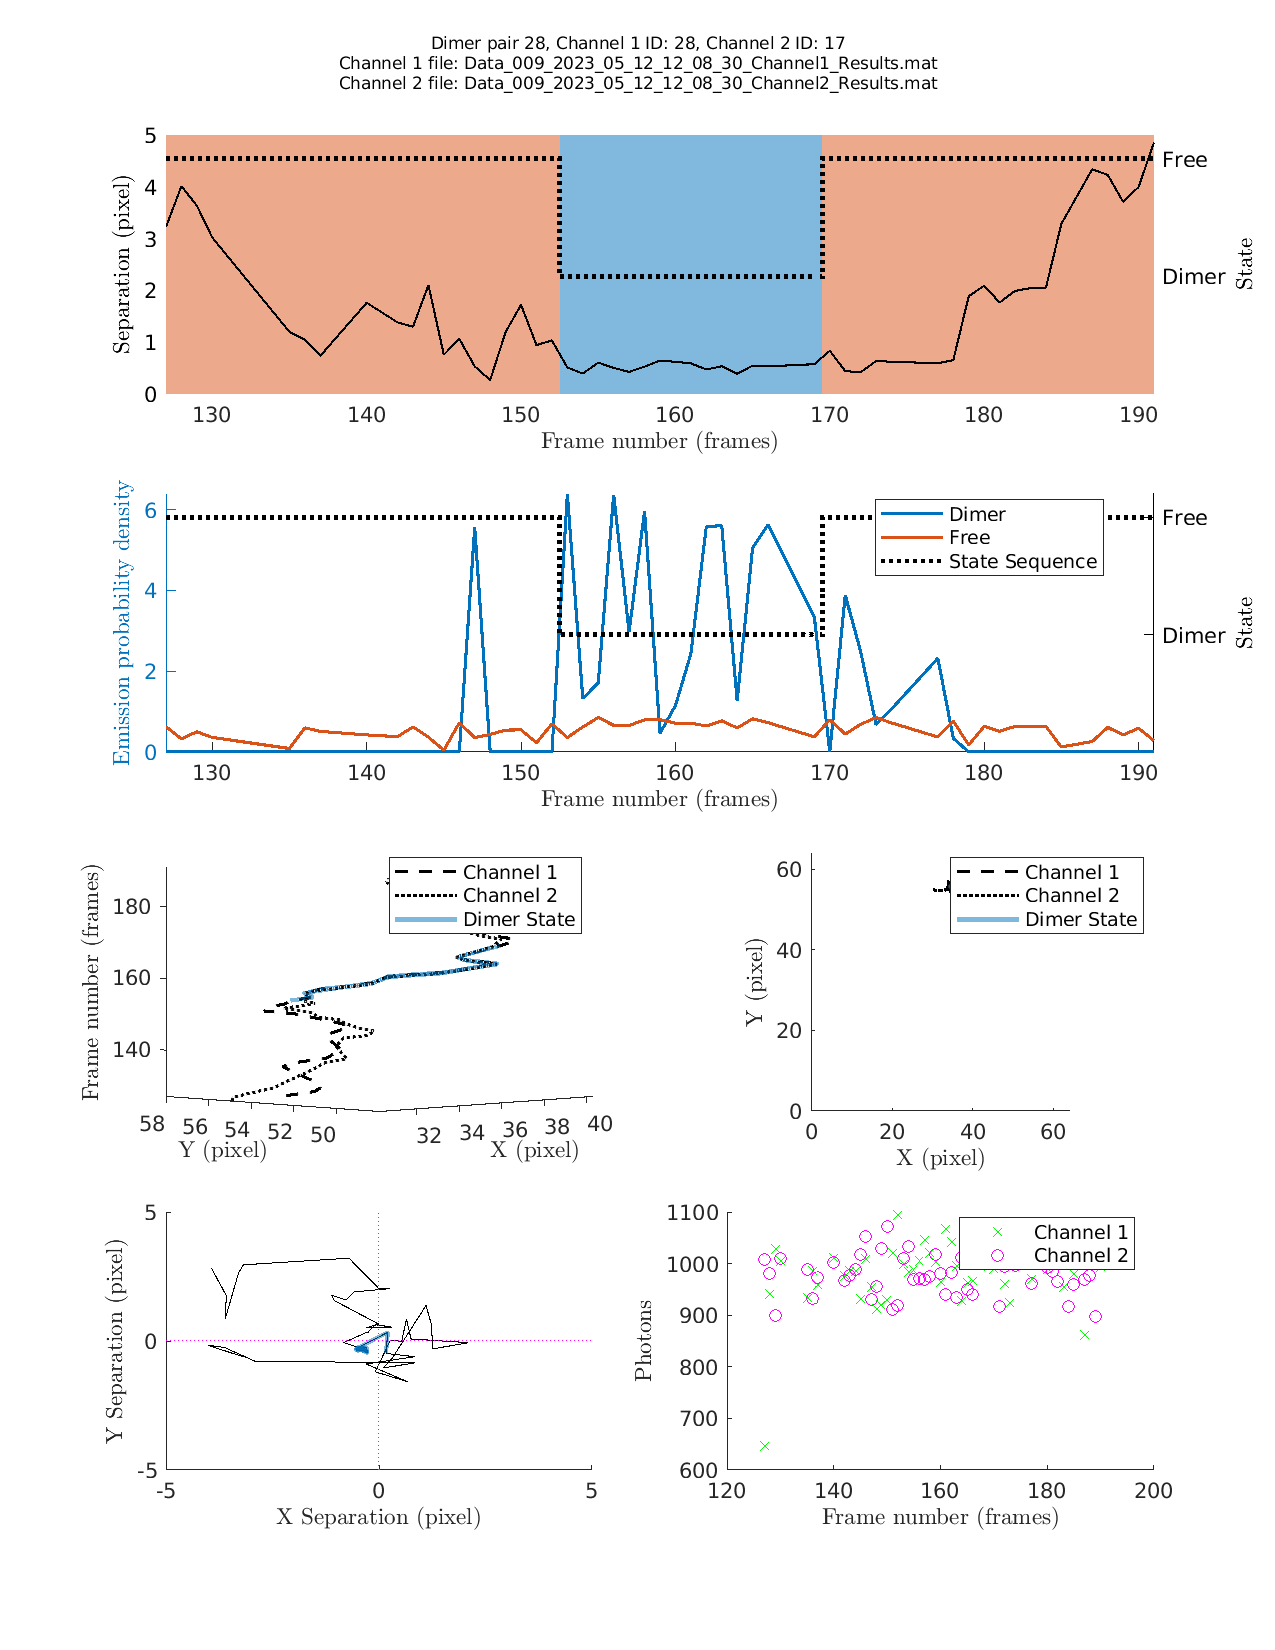 Dimer pair 28, Channel 1 ID: 28, Channel 2 ID: 17
Channel 1 file: Data_009_2023_05_12_12_08_30_Channel1_Results.mat
Channel 2 file: Data_009_2023_05_12_12_08_30_Channel2_Results.mat
Separation (pixel)
5
4
3
2
1
0
130 140 150 160 170 180 190
Frame number (frames)
Free
Dimer
State
Emission probability density
6
4
2
0
130 140 150 160 170 180 190
Frame number (frames)
Dimer
Free
State Sequence
Free
Dimer
State
Frame number (frames)
180
160
140
58 56 54 52 50
Y (pixel)
32 34 36 38 40
X (pixel)
Channel 1
Channel 2
Dimer State
Y (pixel)
60
40
20
0
0 20 40 60
X (pixel)
Channel 1
Channel 2
Dimer State
Y Separation (pixel)
5
0
-5
-5 0 5
X Separation (pixel)
Photons
1100
1000
900
800
700
600
120 140 160 180 200
Frame number (frames)
Channel 1
Channel 2